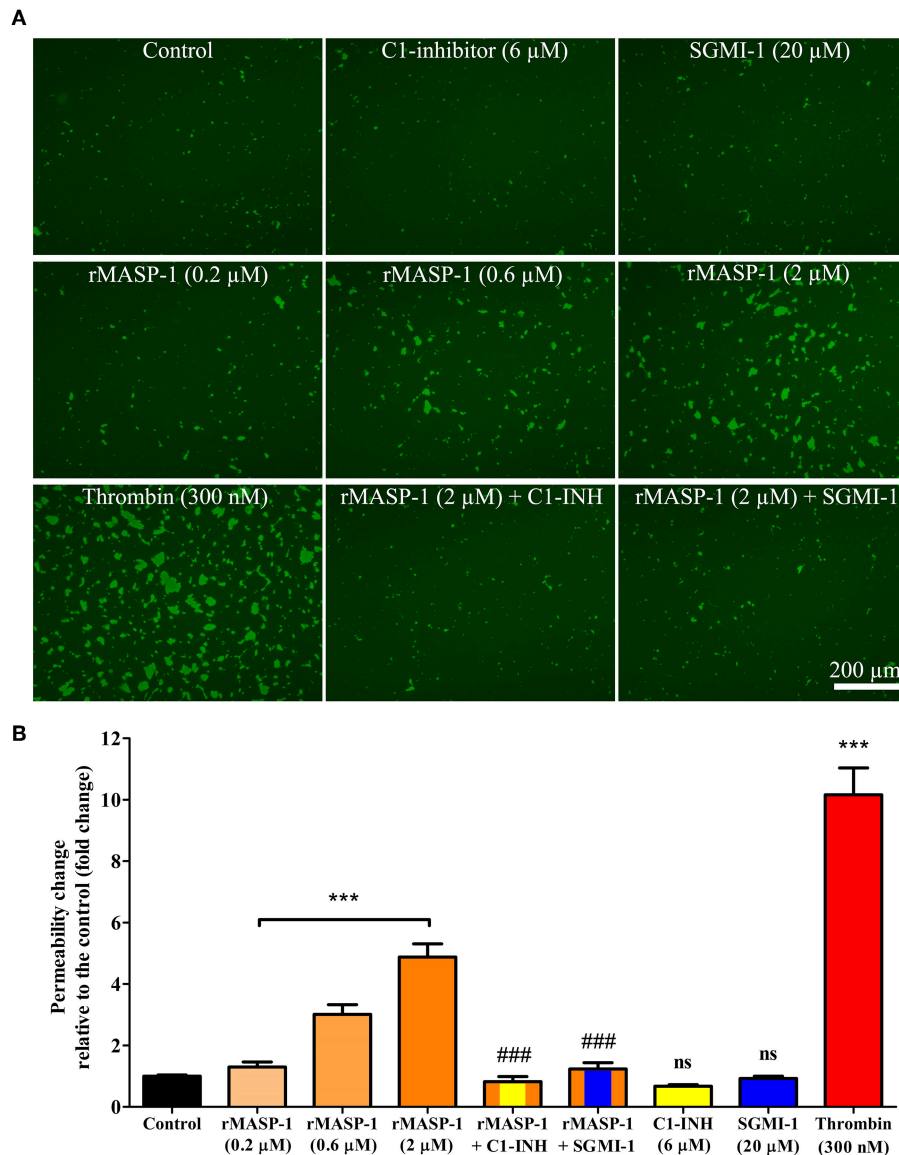 A
Control
C1-inhibitor (6 µM)
SGMI-1 (20 µM)
rMASP-1 (0.2 µM)
rMASP-1 (0.6 µM)
rMASP-1 (2 µM)
Thrombin (300 nM)
rMASP-1 (2 µM) + C1-INH
rMASP-1 (2 µM) + SGMI-1
200 µm
B
Permeability change
relative to the control (fold change)
12
10
8
6
4
2
0
***
###
###
ns
ns
***
Control
rMASP-1
(0.2 µM)
rMASP-1
(0.6 µM)
rMASP-1
(2 µM)
rMASP-1
+ C1-INH
rMASP-1
+ SGMI-1
C1-INH
(6 µM)
SGMI-1
(20 µM)
Thrombin
(300 nM)